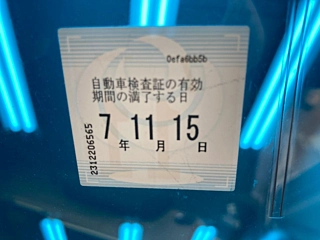 0efa6bb5b
自動車検査証の有効
期間の満了する日
7 11 15
年 月 日
2312206565